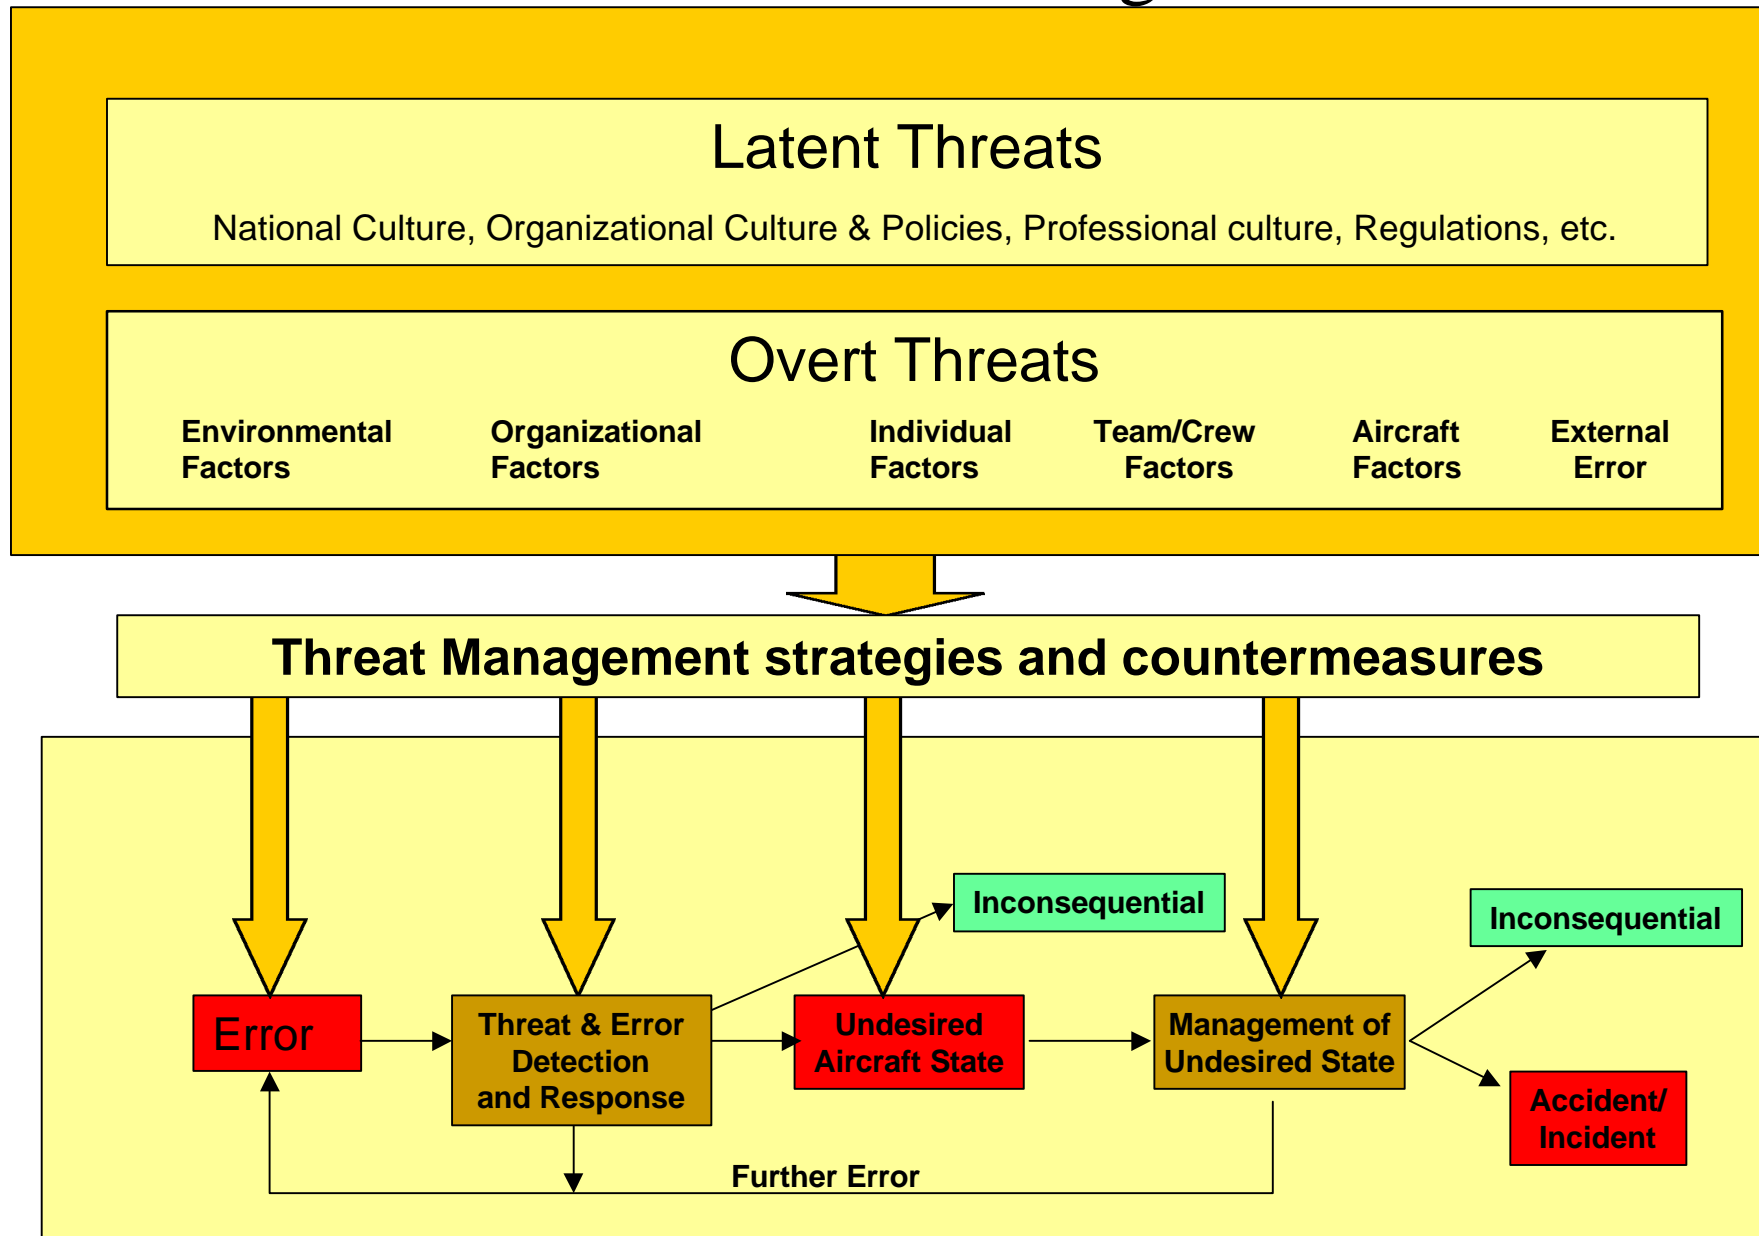 Latent Threats
National Culture, Organizational Culture & Policies, Professional culture, Regulations, etc.
Overt Threats
Environmental
Factors
Organizational
Factors
Individual
Factors
Team/Crew
Factors
Aircraft
Factors
External
Error
Threat Management strategies and countermeasures
Inconsequential
Inconsequential
Error
Threat & Error
Detection
and Response
Undesired
Aircraft State
Management of
Undesired State
Accident/
Incident
Further Error